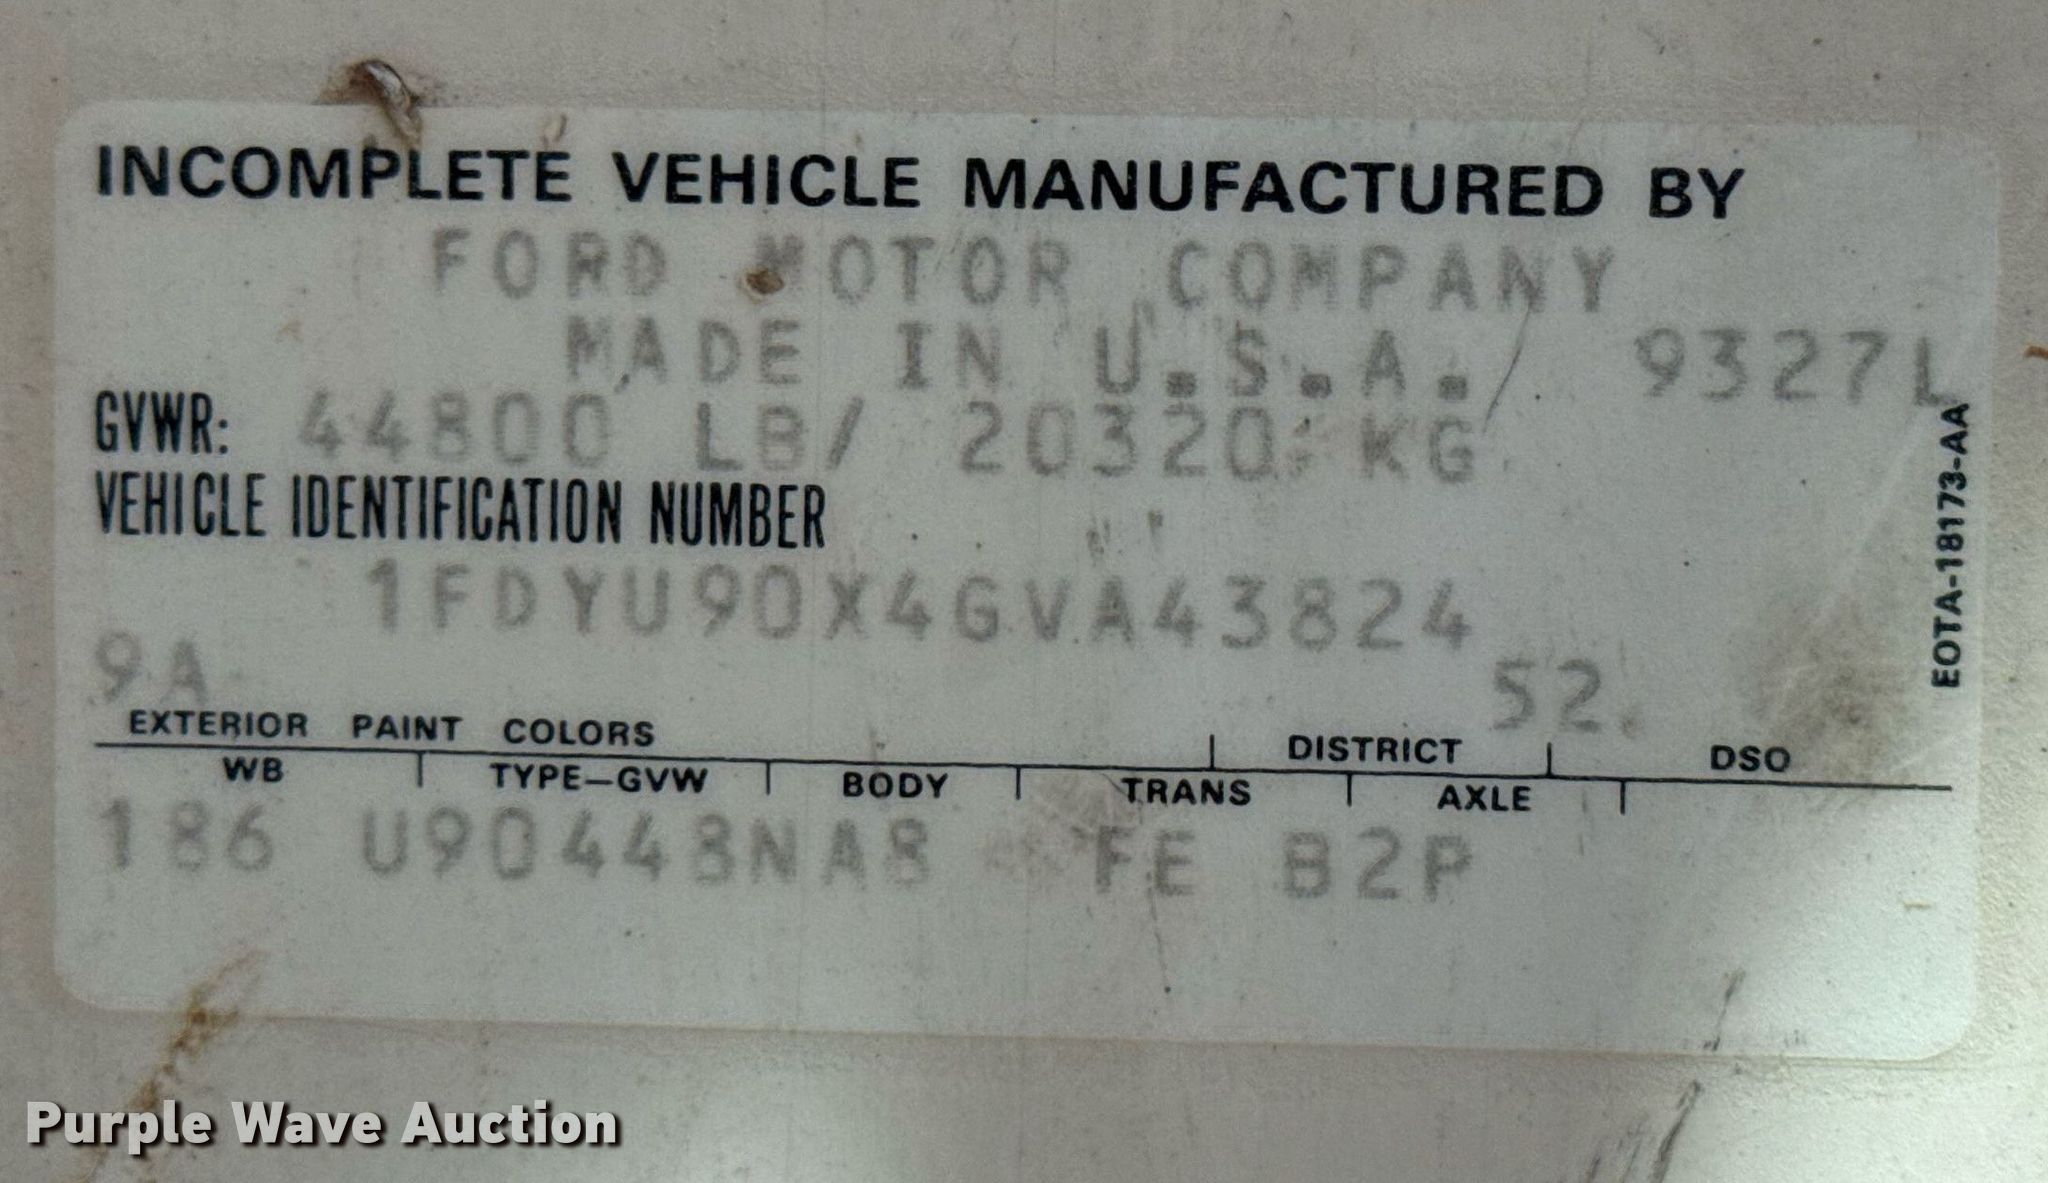 INCOMPLETE VEHICLE MANUFACTURED BY
FORD MOTOR COMPANY
MADE IN U.S.A. 9327L
GVWR: 44800 LB/ 20320 KG
VEHICLE IDENTIFICATION NUMBER
1FDYU90X4GVA43824
9A 52
EXTERIOR PAINT COLORS DISTRICT DSO
WB TYPE-GVW BODY TRANS AXLE
186 U90448NA8 FE B2P
EOTA-18173-AA
Purple Wave Auction